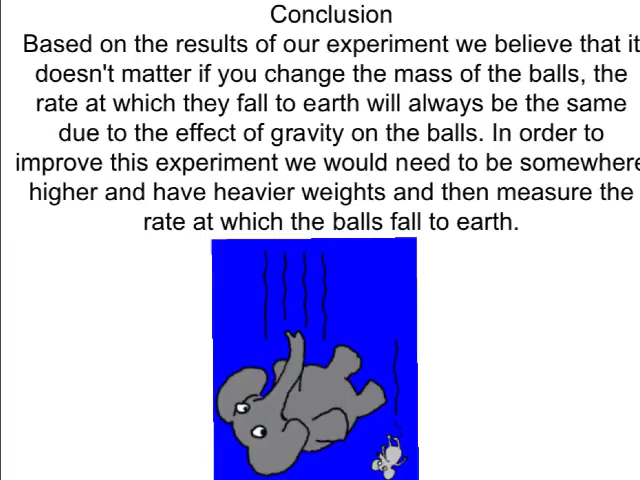 Conclusion
Based on the results of our experiment we believe that it
doesn't matter if you change the mass of the balls, the
rate at which they fall to earth will always be the same
due to the effect of gravity on the balls. In order to
improve this experiment we would need to be somewhere
higher and have heavier weights and then measure the
rate at which the balls fall to earth.